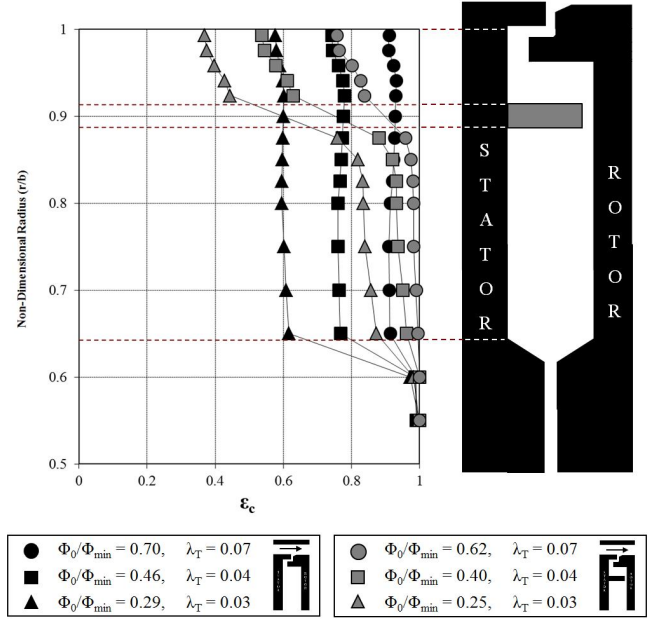 1
0.9
0.8
0.7
0.6
0.5
Non-Dimensional Radius (r/b)
0
0.2
0.4
0.6
0.8
1
εc
STATOR
ROTOR
Φ0/Φmin = 0.70, λT = 0.07
Φ0/Φmin = 0.46, λT = 0.04
Φ0/Φmin = 0.29, λT = 0.03
Φ0/Φmin = 0.62, λT = 0.07
Φ0/Φmin = 0.40, λT = 0.04
Φ0/Φmin = 0.25, λT = 0.03